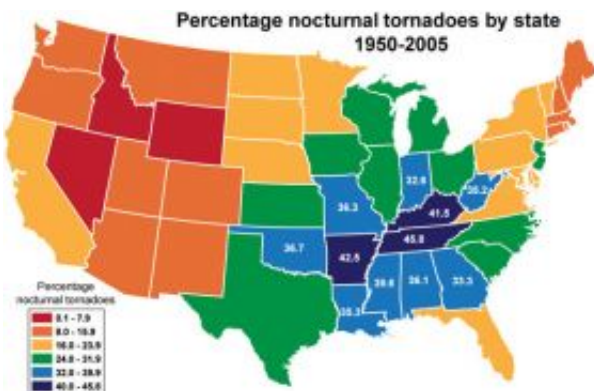 Percentage nocturnal tornadoes by state
1950-2005
32.6
35.2
36.3
41.5
45.8
36.7
42.5
36.1
33.3
35.3
Percentage
nocturnal tornadoes
0.1 - 7.9
8.0 - 15.9
16.0 - 23.9
24.0 - 31.9
32.0 - 39.9
40.0 - 45.8